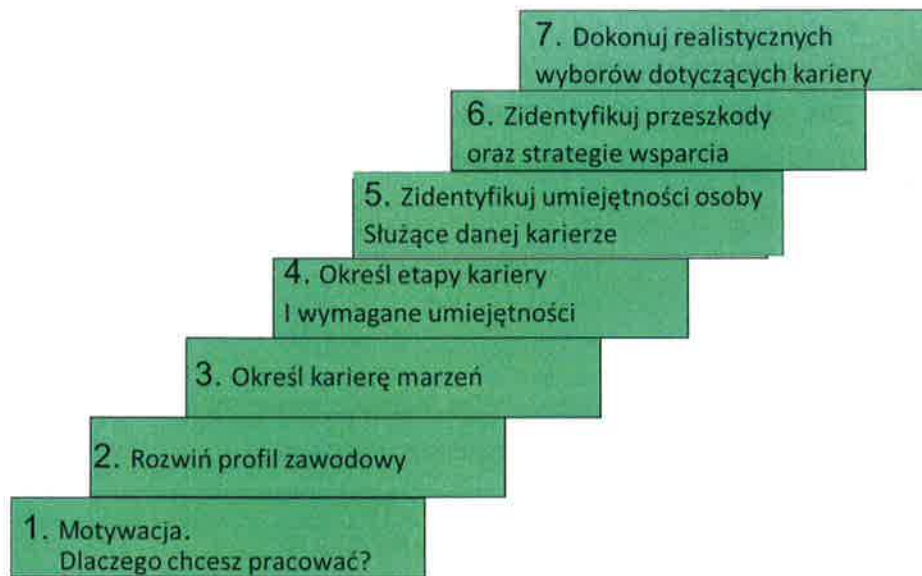 7. Dokonuj realistycznych
wyborów dotyczących kariery
6. Zidentyfikuj przeszkody
oraz strategie wsparcia
5. Zidentyfikuj umiejętności osoby
Służące danej karierze
4. Określ etapy kariery
I wymagane umiejętności
3. Określ karierę marzeń
2. Rozwiń profil zawodowy
1. Motywacja.
Dlaczego chcesz pracować?